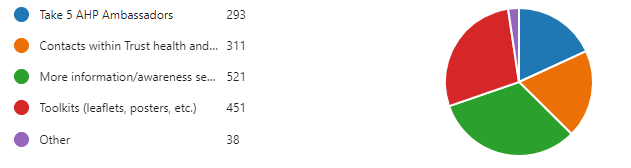 Take 5 AHP Ambassadors 293
Contacts within Trust health and... 311
More information/awareness se... 521
Toolkits (leaflets, posters, etc.) 451
Other 38